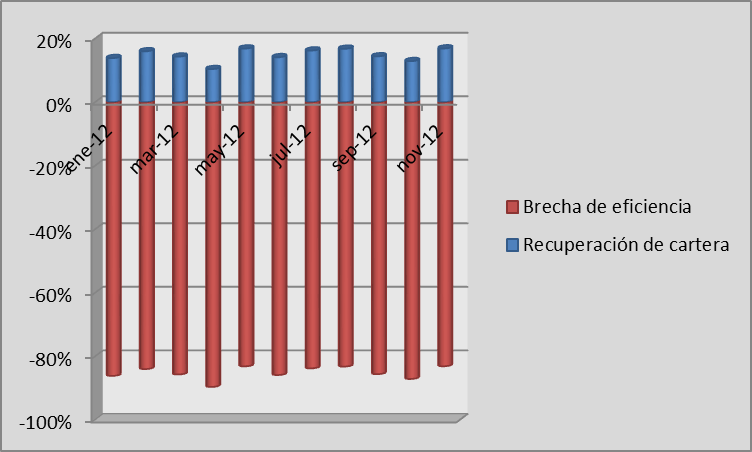 20%
0%
-20%
-40%
-60%
-80%
-100%
ene-12
mar-12
may-12
jul-12
sep-12
nov-12
Brecha de eficiencia
Recuperación de cartera